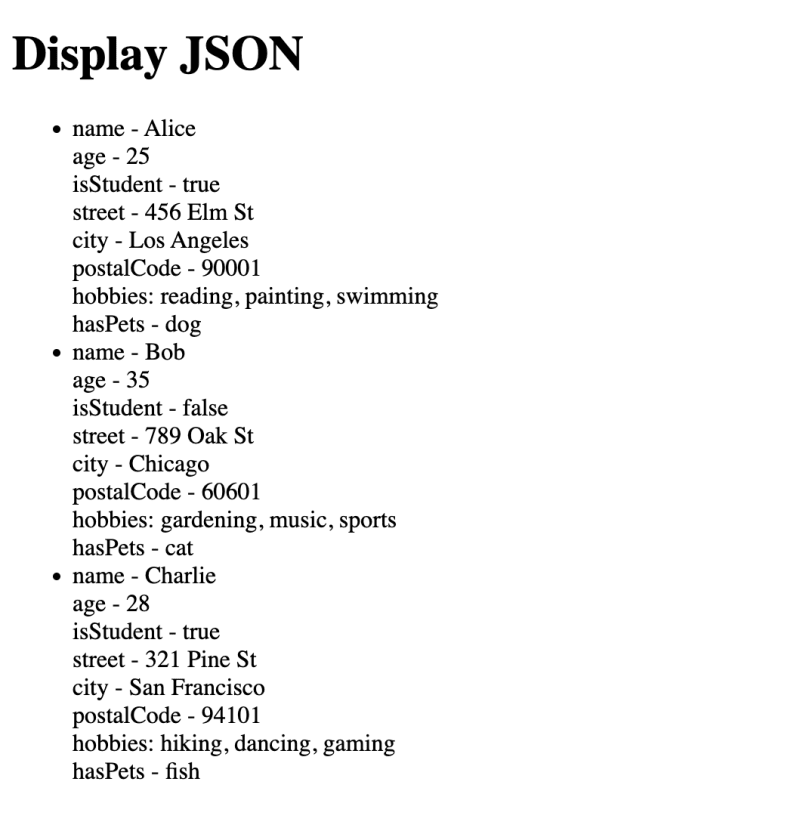 Display JSON
name - Alice
age - 25
isStudent - true
street - 456 Elm St
city - Los Angeles
postalCode - 90001
hobbies: reading, painting, swimming
hasPets - dog
name - Bob
age - 35
isStudent - false
street - 789 Oak St
city - Chicago
postalCode - 60601
hobbies: gardening, music, sports
hasPets - cat
name - Charlie
age - 28
isStudent - true
street - 321 Pine St
city - San Francisco
postalCode - 94101
hobbies: hiking, dancing, gaming
hasPets - fish